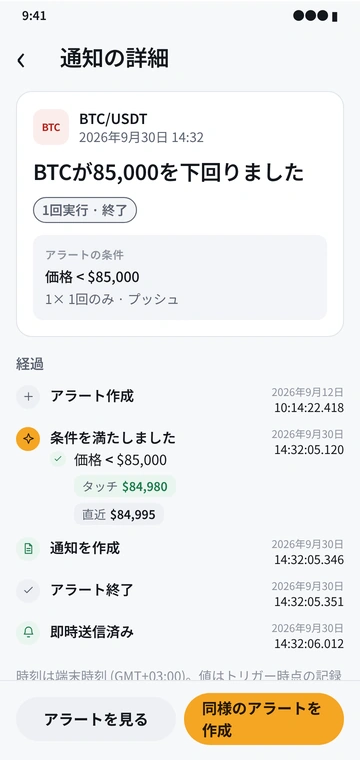 9:41
通知の詳細
BTC
BTC/USDT
2026年9月30日 14:32
BTCが85,000を下回りました
1回実行・終了
アラートの条件
価格 < $85,000
1× 1回のみ・プッシュ
経過
アラート作成
2026年9月12日
10:14:22.418
条件を満たしました
2026年9月30日
14:32:05.120
価格 < $85,000
タッチ $84,980
直近 $84,995
通知を作成
2026年9月30日
14:32:05.346
アラート終了
2026年9月30日
14:32:05.351
即時送信済み
2026年9月30日
14:32:06.012
時刻は端末時刻 (GMT+03:00)。値はトリガー時点の記録
アラートを見る
同様のアラートを
作成